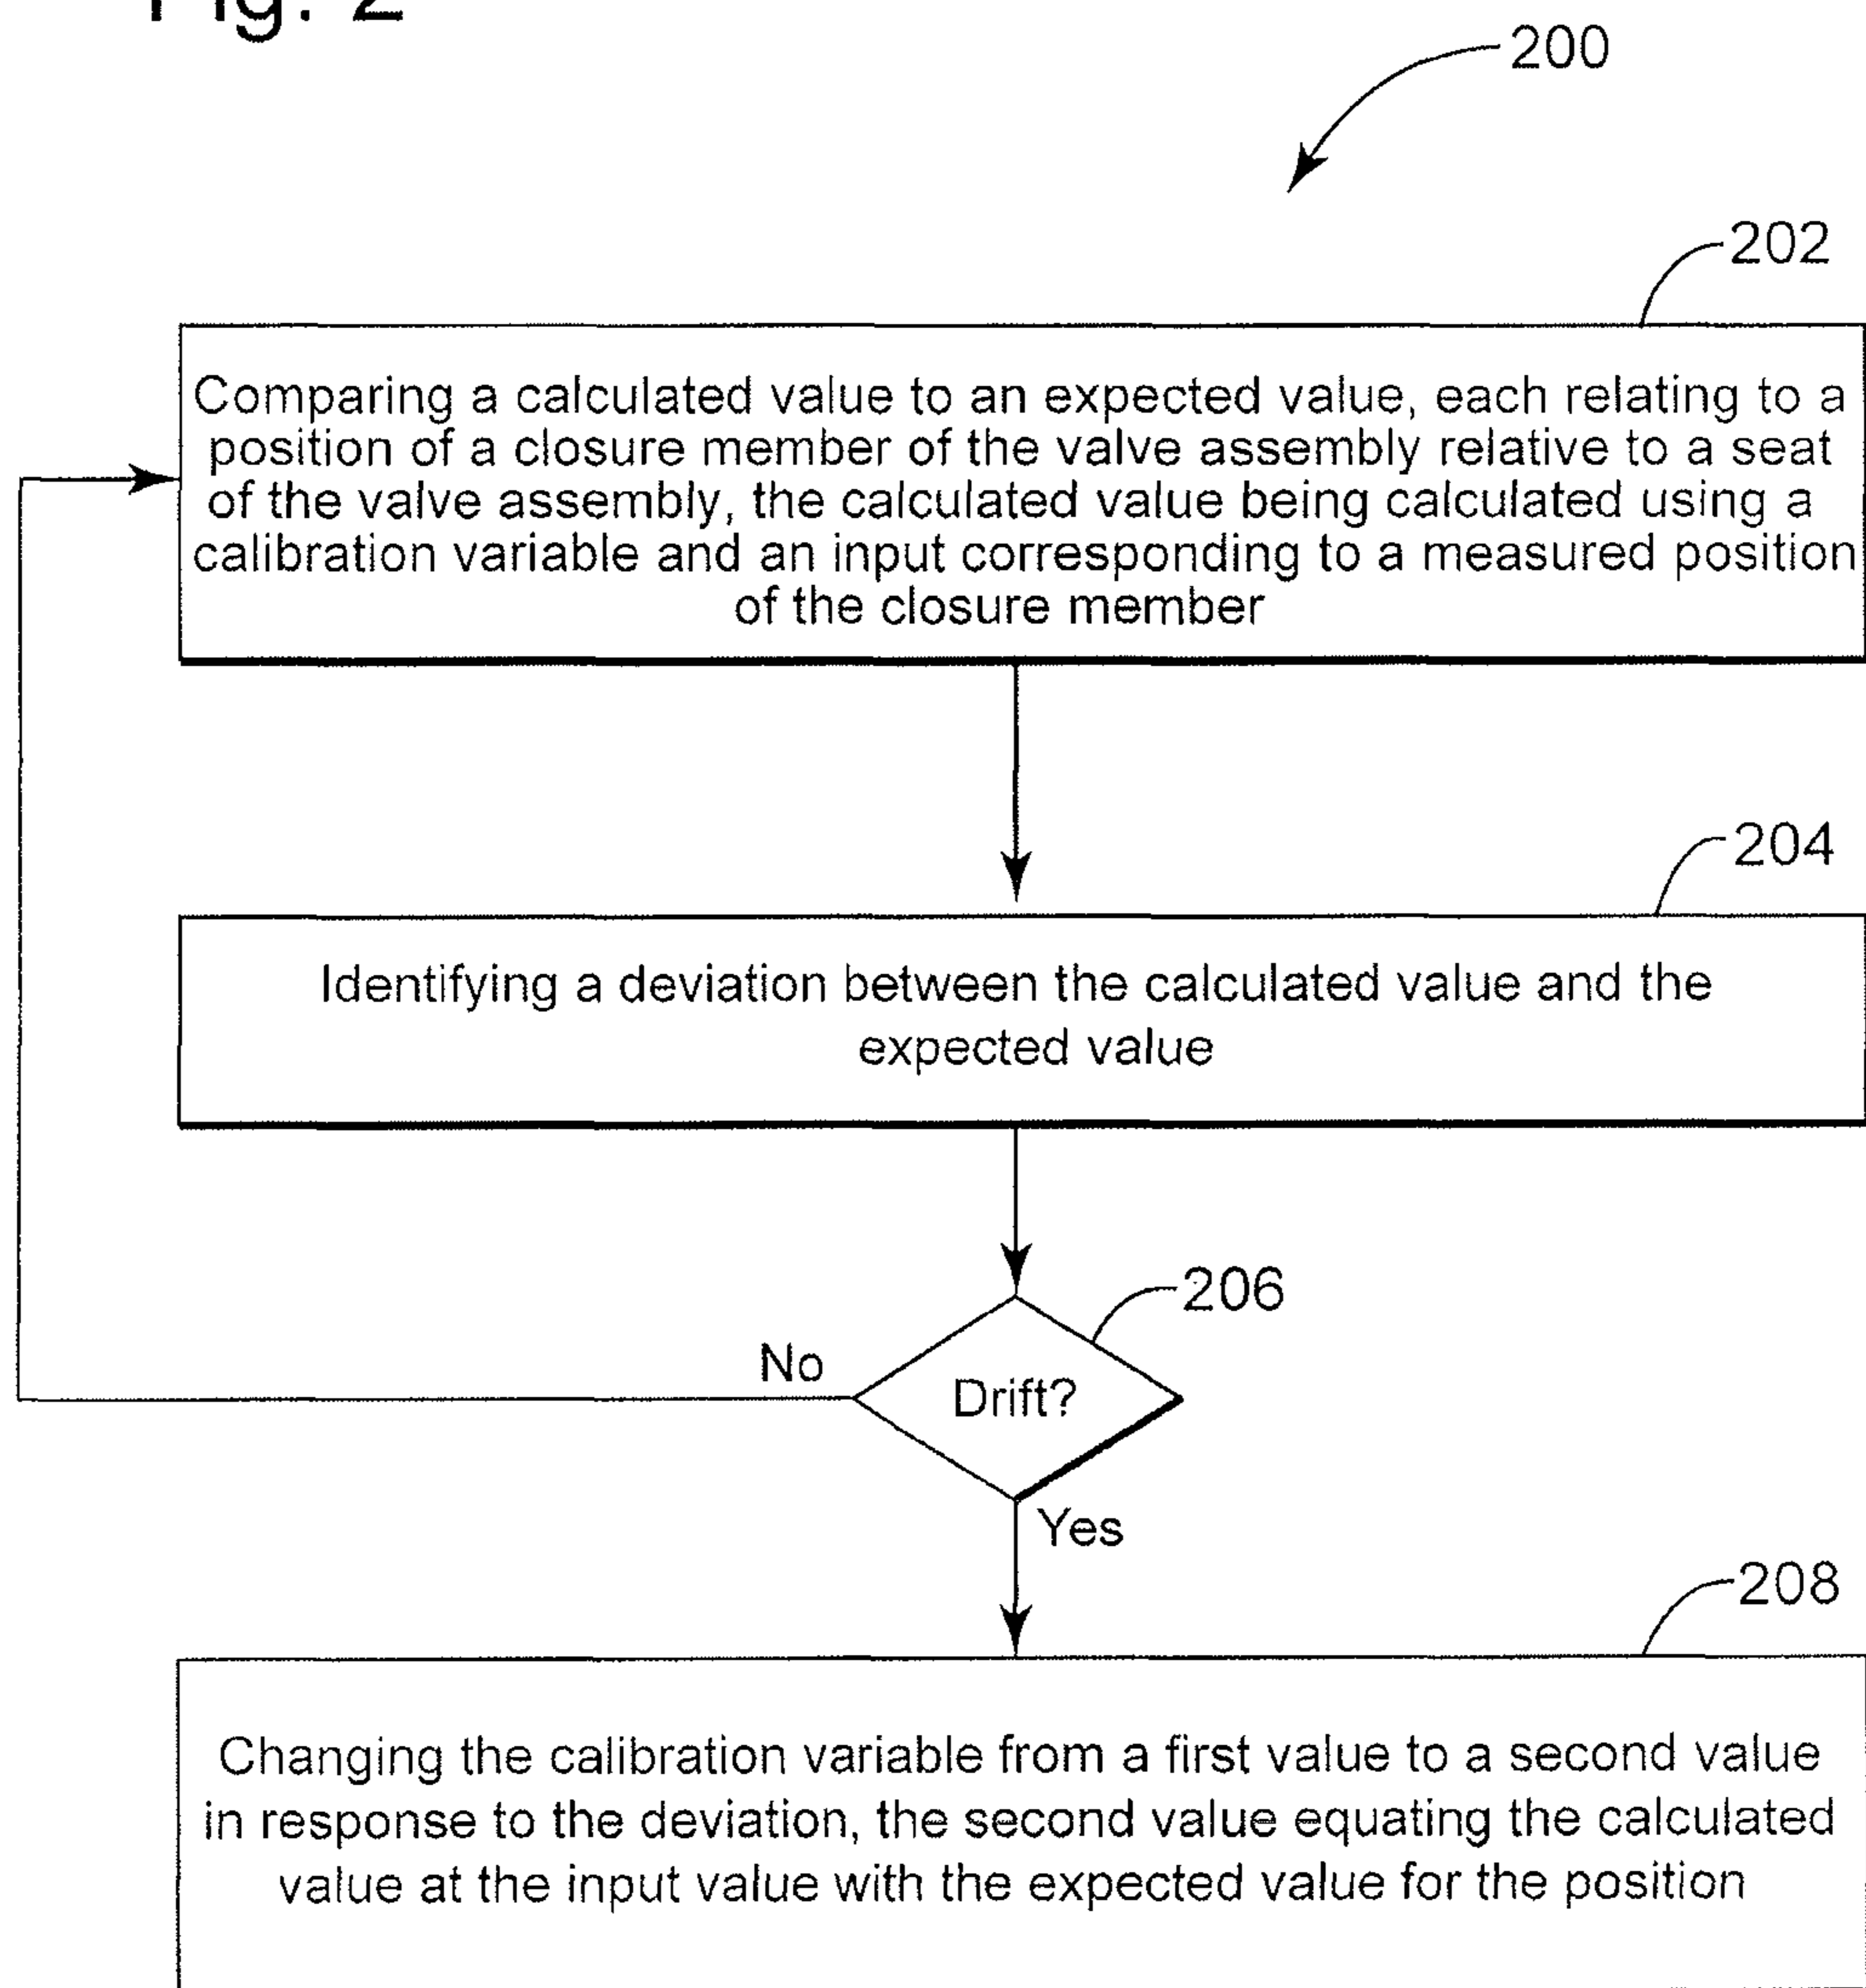 Fig. 2
200
202
Comparing a calculated value to an expected value, each relating to a
position of a closure member of the valve assembly relative to a seat
of the valve assembly, the calculated value being calculated using a
calibration variable and an input corresponding to a measured position
of the closure member
204
Identifying a deviation between the calculated value and the
expected value
206
No
Drift?
Yes
208
Changing the calibration variable from a first value to a second value
in response to the deviation, the second value equating the calculated
value at the input value with the expected value for the position